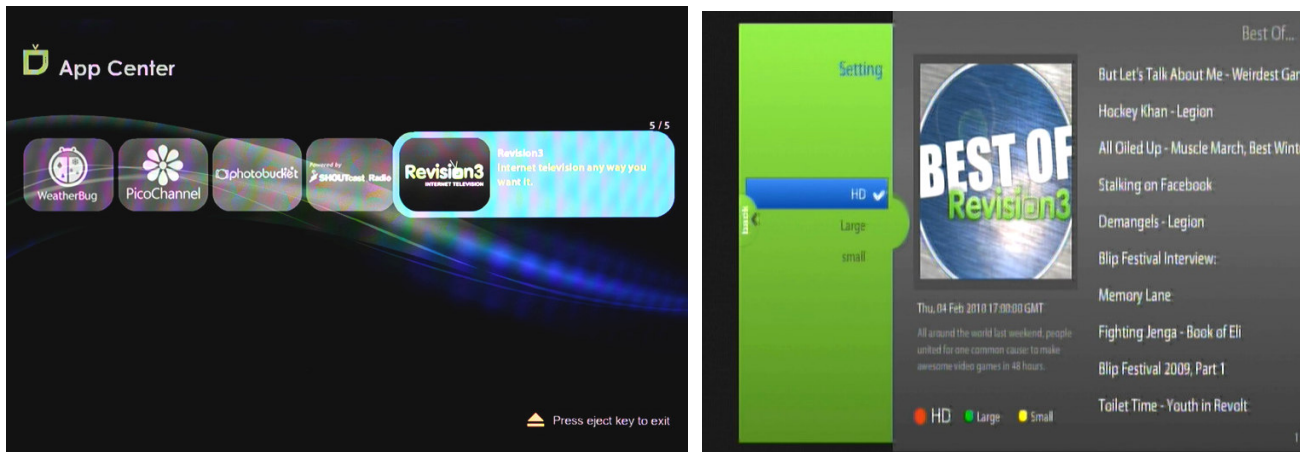 App Center
5 / 5
WeatherBug
PicoChannel
photobucket
Powered by
SHOUTcast Radio
Revision3
INTERNET TELEVISION
Revision3
Internet television any way you
want it.
Press eject key to exit
Best Of...
Setting
HD
Large
small
BEST OF
Revision3
Thu, 04 Feb 2010 17:00:00 GMT
All around the world last weekend, people
united for one common cause: to make
awesome video games in 48 hours.
HD Large Small
But Let's Talk About Me - Weirdest Gar
Hockey Khan - Legion
All Oiled Up - Muscle March, Best Wint
Stalking on Facebook
Demangels - Legion
Blip Festival Interview:
Memory Lane
Fighting Jenga - Book of Eli
Blip Festival 2009, Part 1
Toilet Time - Youth in Revolt
1